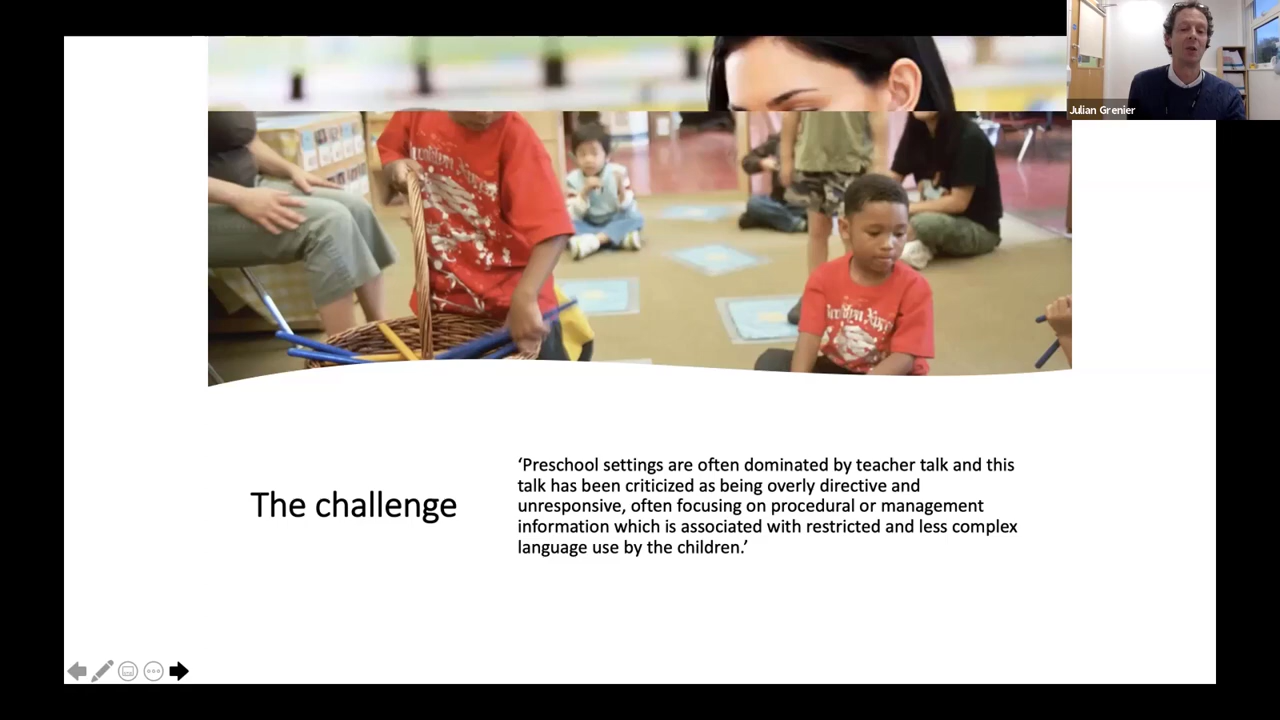 Julian Grenier
The challenge
‘Preschool settings are often dominated by teacher talk and this
talk has been criticized as being overly directive and
unresponsive, often focusing on procedural or management
information which is associated with restricted and less complex
language use by the children.’